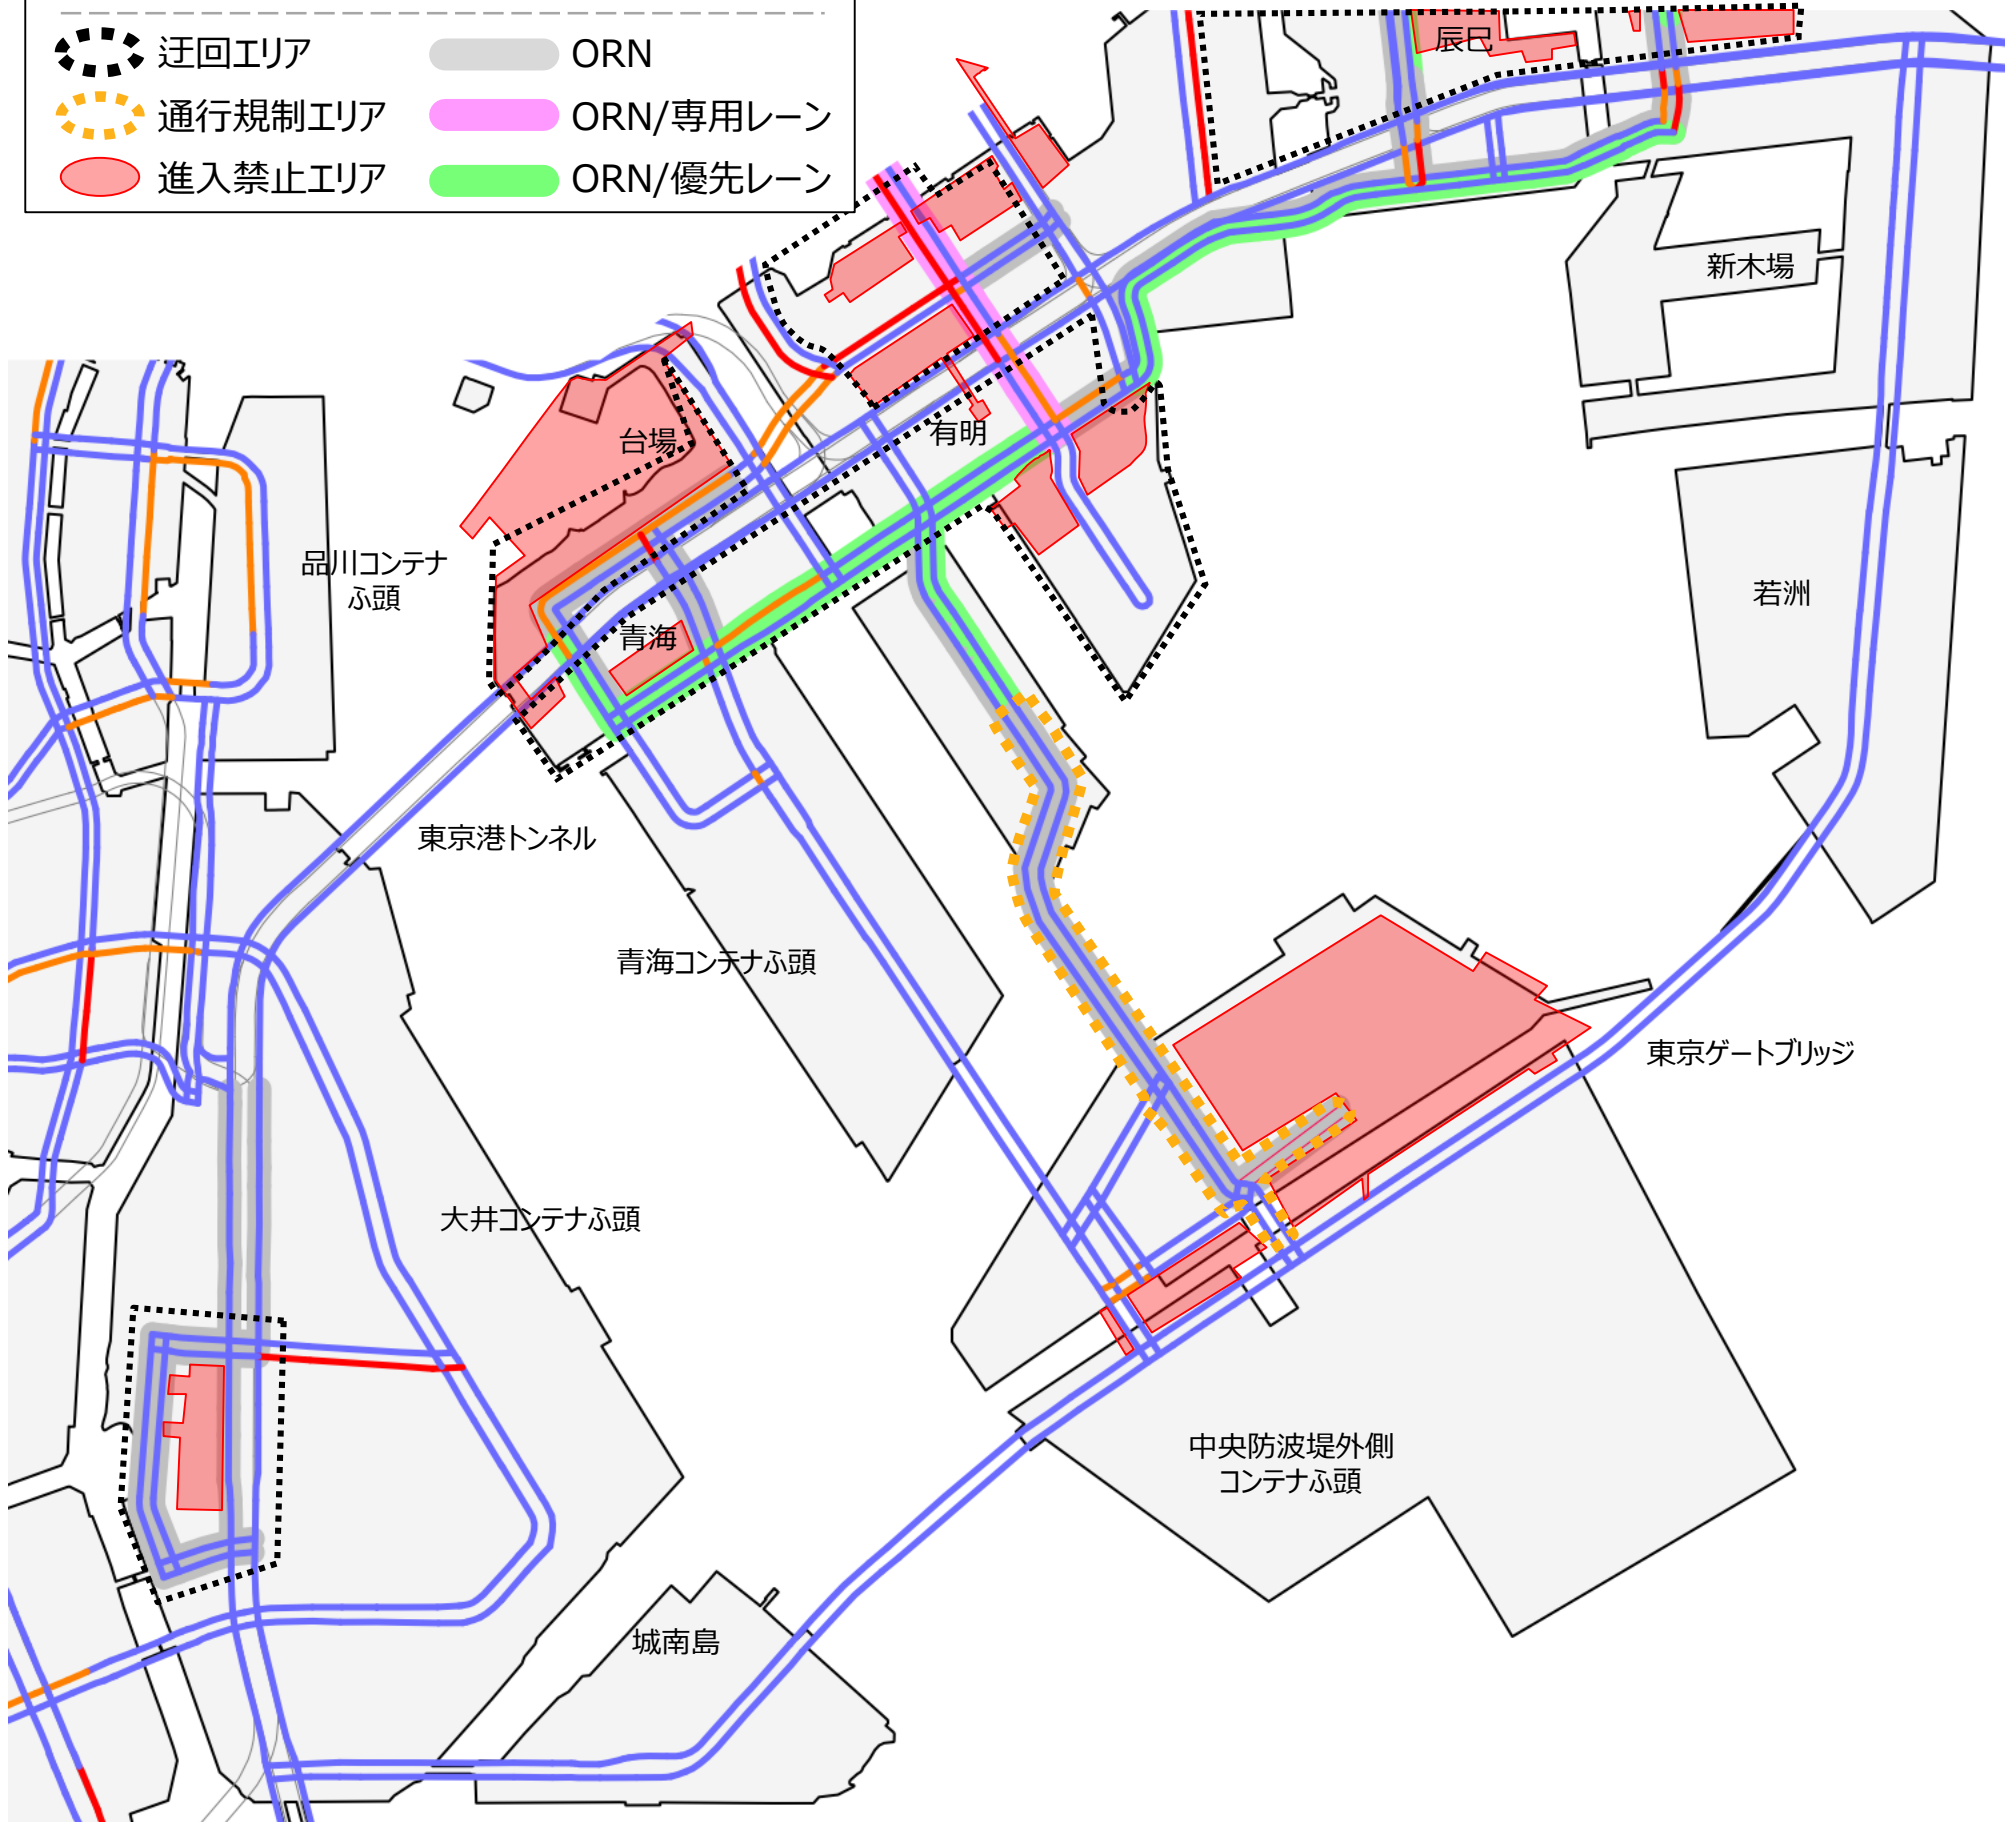 迂回エリア
ORN
通行規制エリア
ORN/専用レーン
進入禁止エリア
ORN/優先レーン
辰巳
新木場
有明
台場
品川コンテナ
ふ頭
若洲
青海
東京港トンネル
青海コンテナふ頭
東京ゲートブリッジ
大井コンテナふ頭
中央防波堤外側
コンテナふ頭
城南島